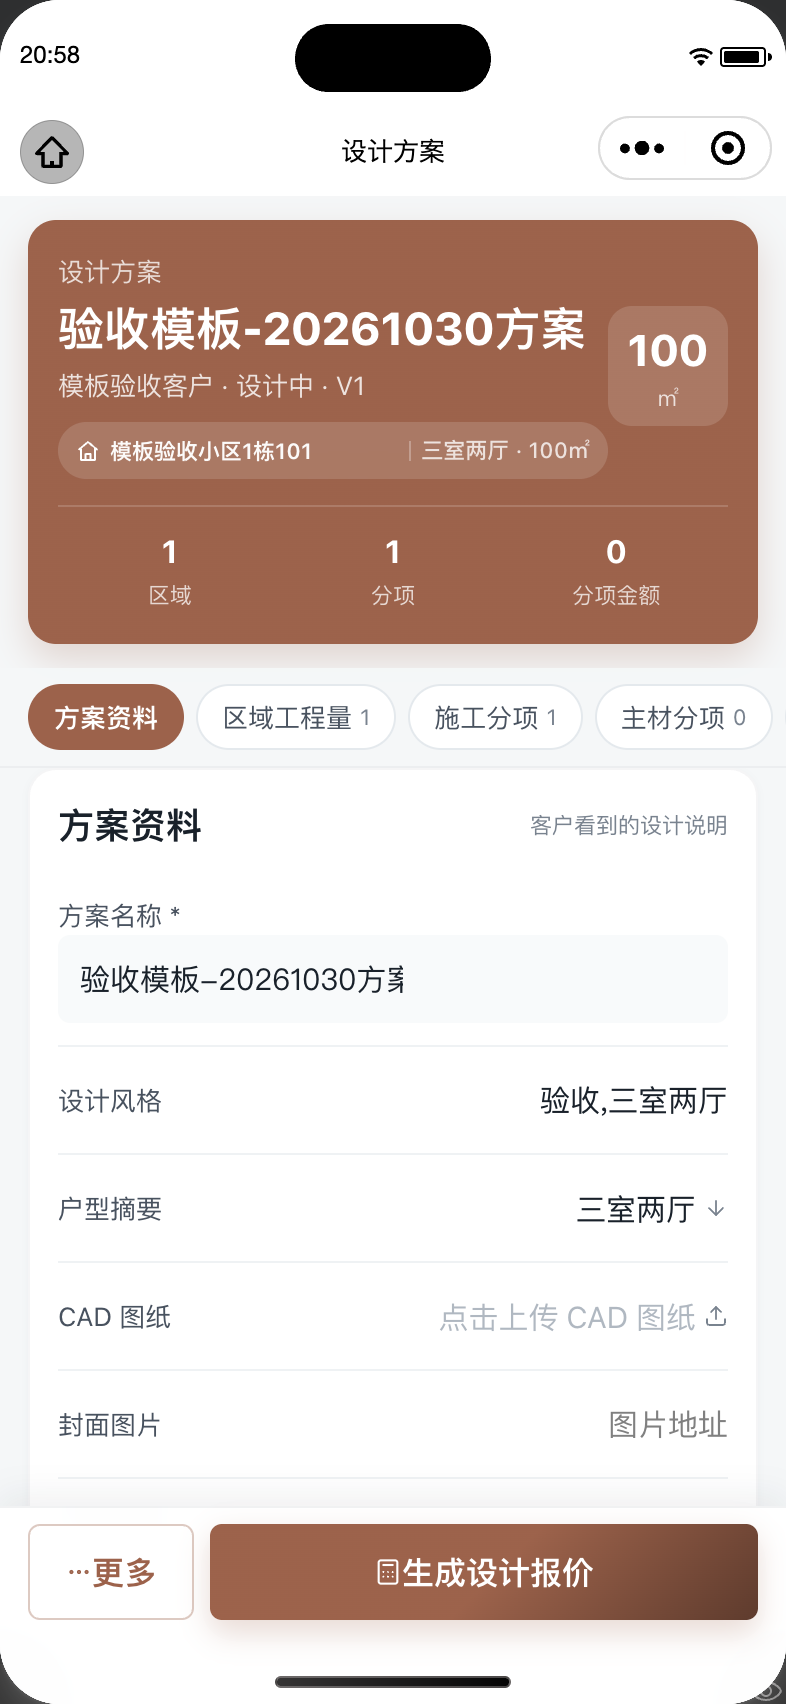 20:58
设计方案
设计方案
验收模板-20261030方案
100
㎡
模板验收客户 · 设计中 · V1
模板验收小区1栋101
三室两厅 · 100㎡
1
1
0
区域
分项
分项金额
方案资料
区域工程量 1
施工分项 1
主材分项 0
方案资料
客户看到的设计说明
方案名称 *
验收模板-20261030方案
设计风格
验收,三室两厅
户型摘要
三室两厅
CAD 图纸
点击上传 CAD 图纸
封面图片
图片地址
···更多
生成设计报价